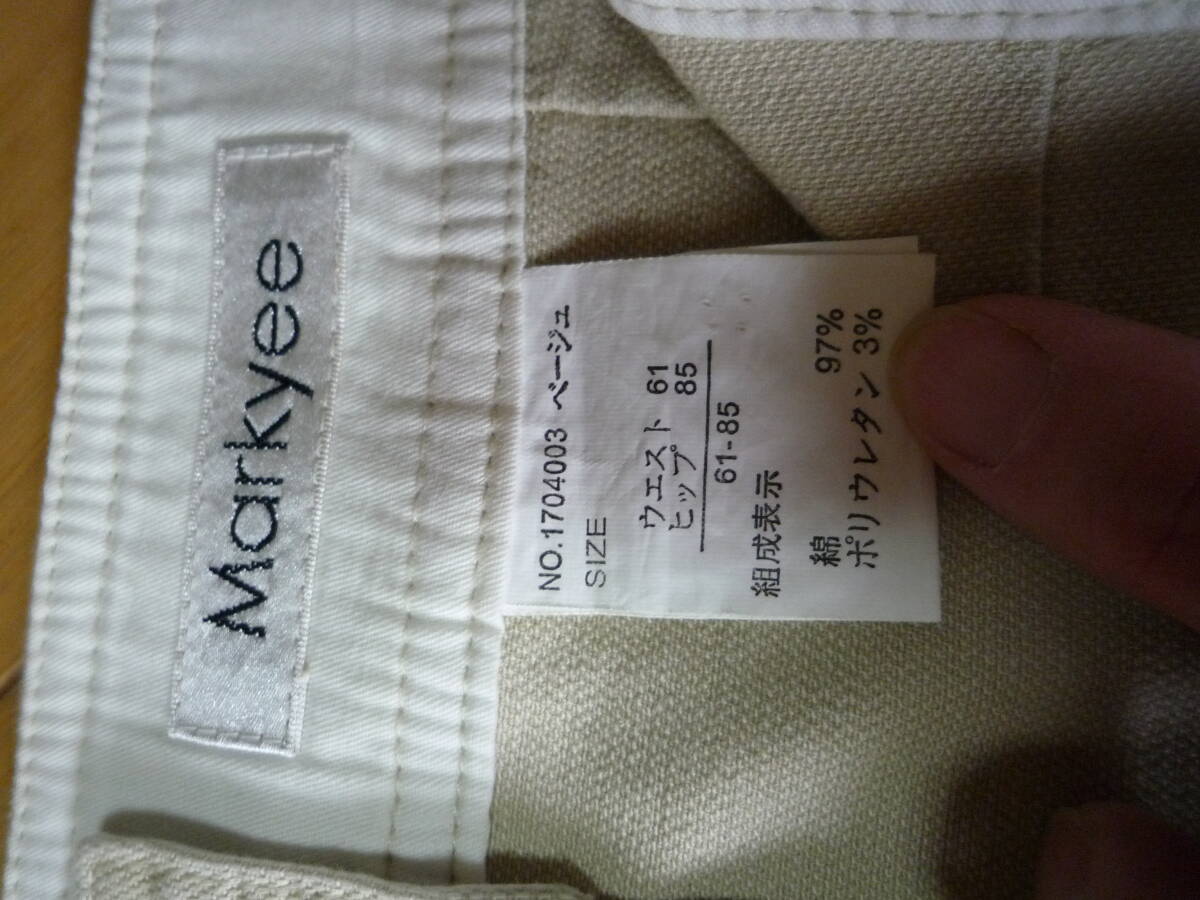 Markyee
NO.1704003 ベージュ
SIZE
ウエスト 61
ヒップ 85
61-85
組成表示
綿 97%
ポリウレタン 3%